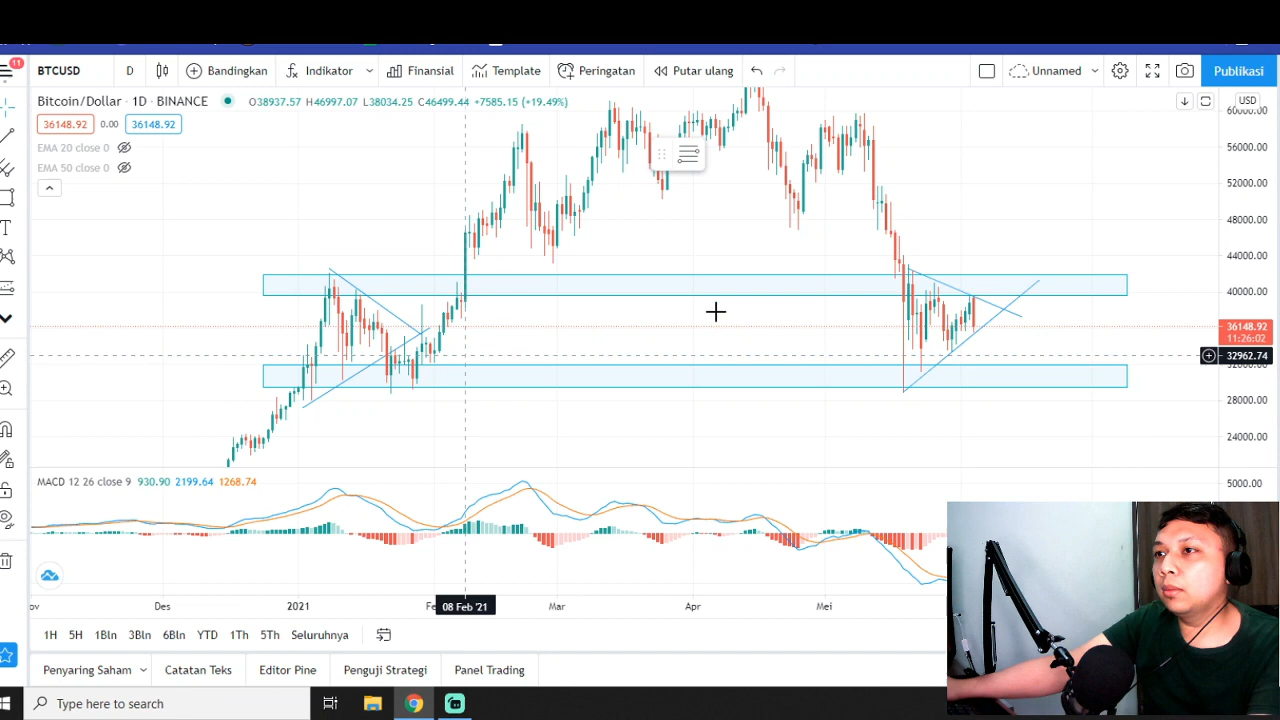 11
BTCUSD D Bandingkan Indikator Finansial Template Peringatan Putar ulang Unnamed Publikasi
Bitcoin/Dollar · 1D · BINANCE O38937.57 H46997.07 L38034.25 C46499.44 +7585.15 (+19.49%)
USD
36148.92 0.00 36148.92
EMA 20 close 0
EMA 50 close 0
60000.00
56000.00
52000.00
48000.00
44000.00
40000.00
36148.92
11:26:02
32962.74
28000.00
24000.00
MACD 12 26 close 9 930.90 2199.64 1268.74
5000.00
Des 2021 08 Feb '21 Mar Apr Mei
1H 5H 1Bln 3Bln 6Bln YTD 1Th 5Th Seluruhnya
Penyaring Saham Catatan Teks Editor Pine Penguji Strategi Panel Trading
Type here to search